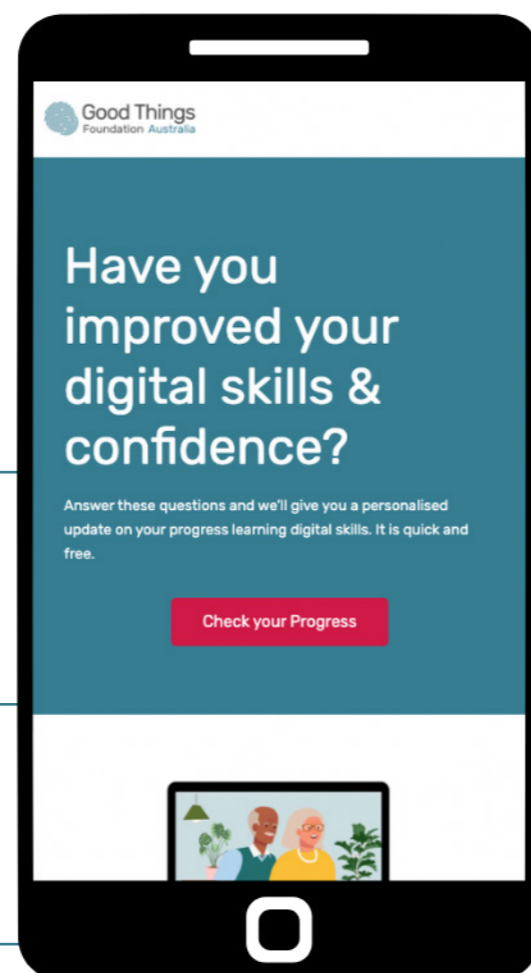 Good Things
Foundation Australia
Have you
improved your
digital skills &
confidence?
Answer these questions and we'll give you a personalised
update on your progress learning digital skills. It is quick and
free.
Check your Progress